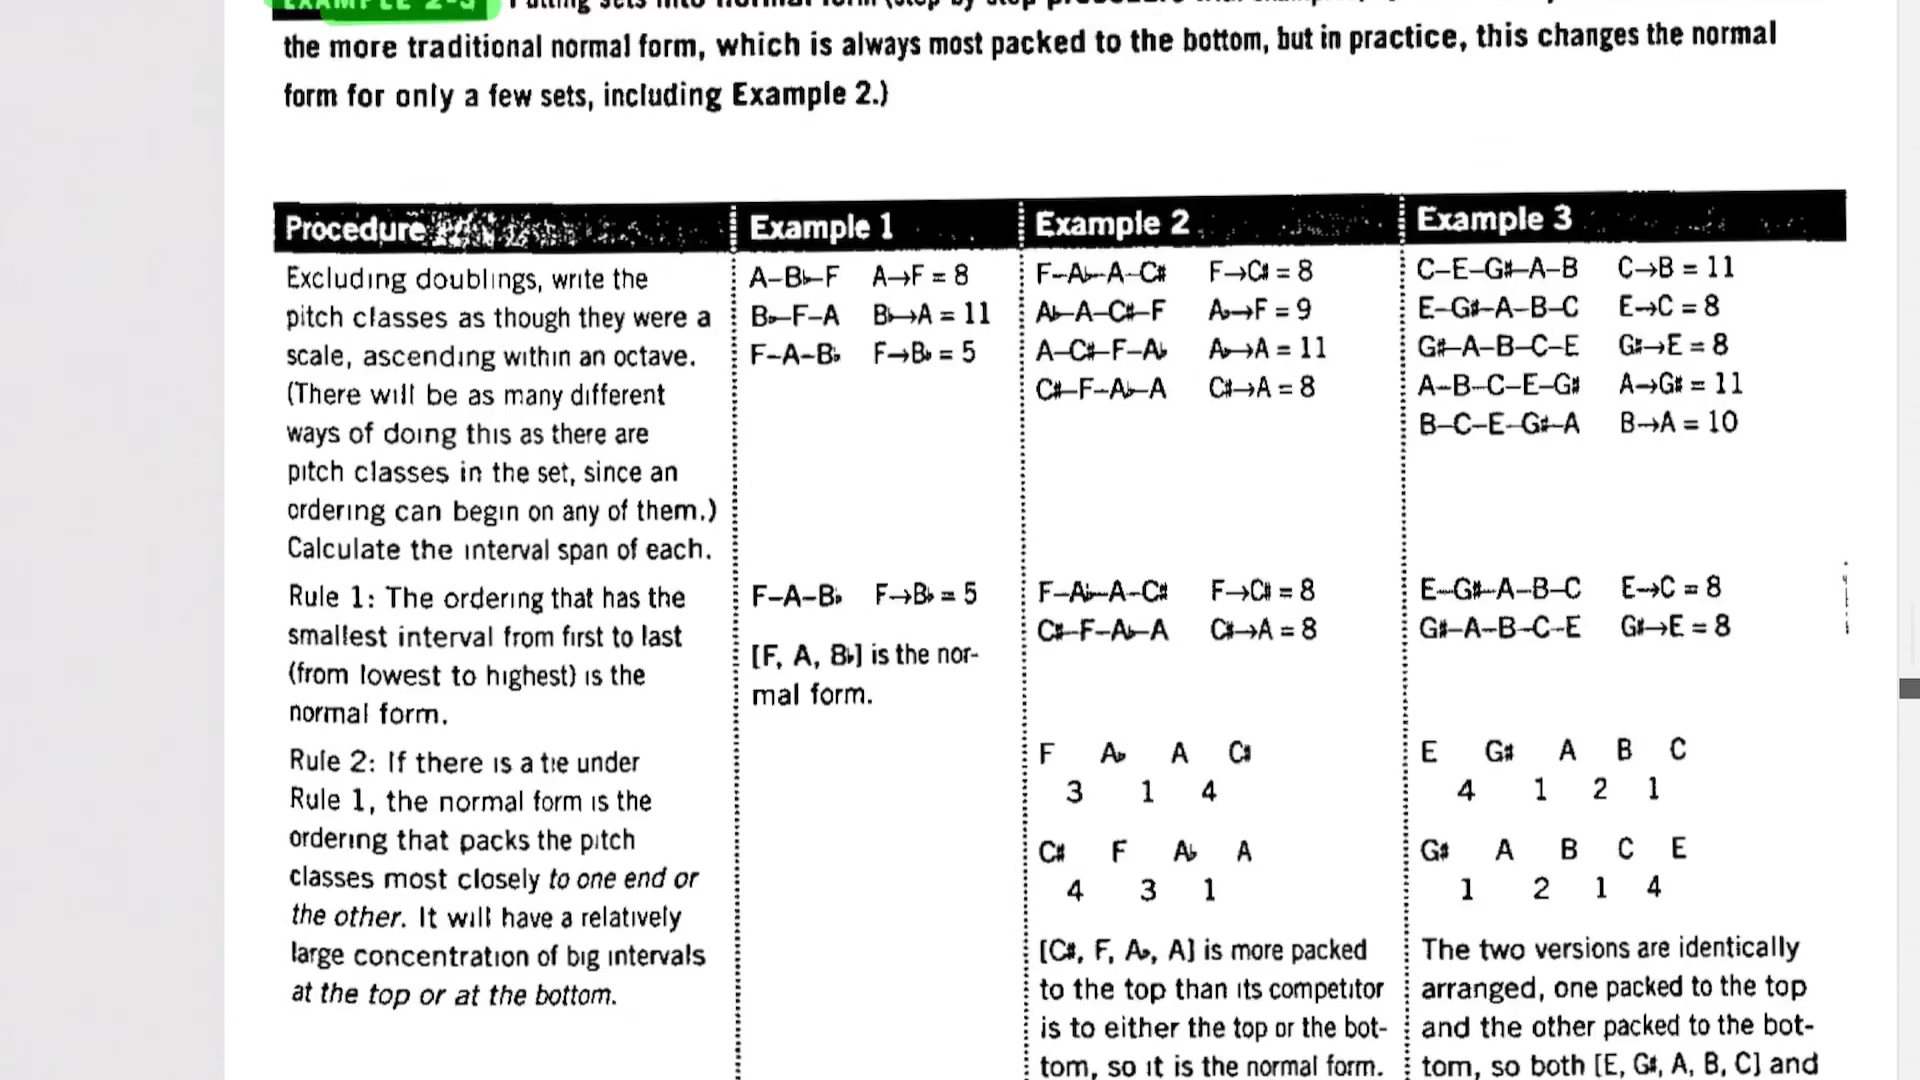 EXAMPLE 2-3 Putting sets into normal form (step by step procedure
the more traditional normal form, which is always most packed to the bottom, but in practice, this changes the normal
form for only a few sets, including Example 2.)
Procedure
Excluding doublings, write the
pitch classes as though they were a
scale, ascending within an octave.
(There will be as many different
ways of doing this as there are
pitch classes in the set, since an
ordering can begin on any of them.)
Calculate the interval span of each.
Rule 1: The ordering that has the
smallest interval from first to last
(from lowest to highest) is the
normal form.
Rule 2: If there is a tie under
Rule 1, the normal form is the
ordering that packs the pitch
classes most closely to one end or
the other. It will have a relatively
large concentration of big intervals
at the top or at the bottom.
Example 1
A–B♭–F A→F = 8
B♭–F–A B♭→A = 11
F–A–B♭ F→B♭ = 5
F–A–B♭ F→B♭ = 5
[F, A, B♭] is the nor-
mal form.
Example 2
F–A♭–A–C♯ F→C♯ = 8
A♭–A–C♯–F A♭→F = 9
A–C♯–F–A♭ A♭→A = 11
C♯–F–A♭–A C♯→A = 8
F–A♭–A–C♯ F→C♯ = 8
C♯–F–A♭–A C♯→A = 8
F A♭ A C♯
3 1 4
C♯ F A♭ A
4 3 1
[C♯, F, A♭, A] is more packed
to the top than its competitor
is to either the top or the bot-
tom, so it is the normal form.
Example 3
C–E–G♯–A–B C→B = 11
E–G♯–A–B–C E→C = 8
G♯–A–B–C–E G♯→E = 8
A–B–C–E–G♯ A→G♯ = 11
B–C–E–G♯–A B→A = 10
E–G♯–A–B–C E→C = 8
G♯–A–B–C–E G♯→E = 8
E G♯ A B C
4 1 2 1
G♯ A B C E
1 2 1 4
The two versions are identically
arranged, one packed to the top
and the other packed to the bot-
tom, so both [E, G♯, A, B, C] and